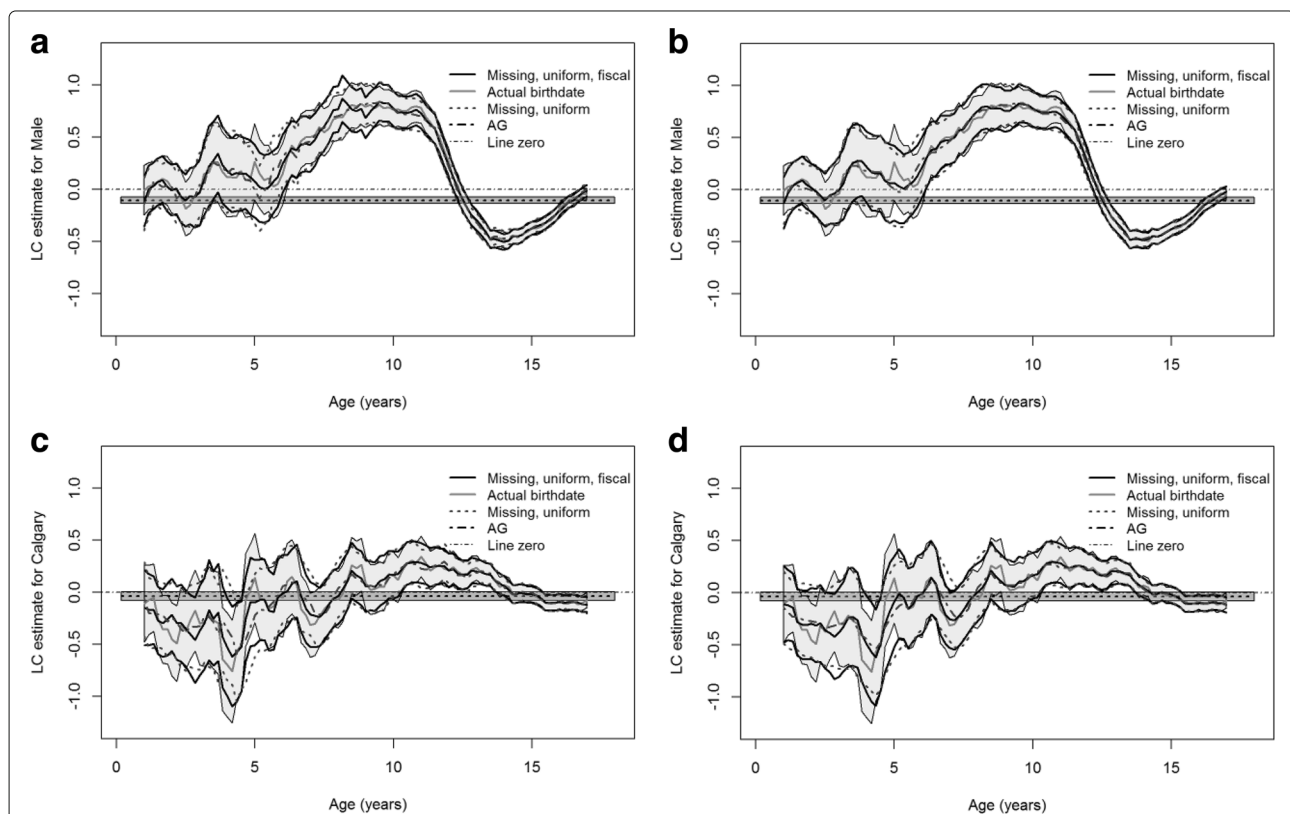 a
LC estimate for Male
1.0
0.5
0.0
-0.5
-1.0
Missing, uniform, fiscal
Actual birthdate
Missing, uniform
AG
Line zero
0 5 10 15
Age (years)
b
LC estimate for Male
1.0
0.5
0.0
-0.5
-1.0
Missing, uniform, fiscal
Actual birthdate
Missing, uniform
AG
Line zero
0 5 10 15
Age (years)
c
LC estimate for Calgary
1.0
0.5
0.0
-0.5
-1.0
Missing, uniform, fiscal
Actual birthdate
Missing, uniform
AG
Line zero
0 5 10 15
Age (years)
d
LC estimate for Calgary
1.0
0.5
0.0
-0.5
-1.0
Missing, uniform, fiscal
Actual birthdate
Missing, uniform
AG
Line zero
0 5 10 15
Age (years)